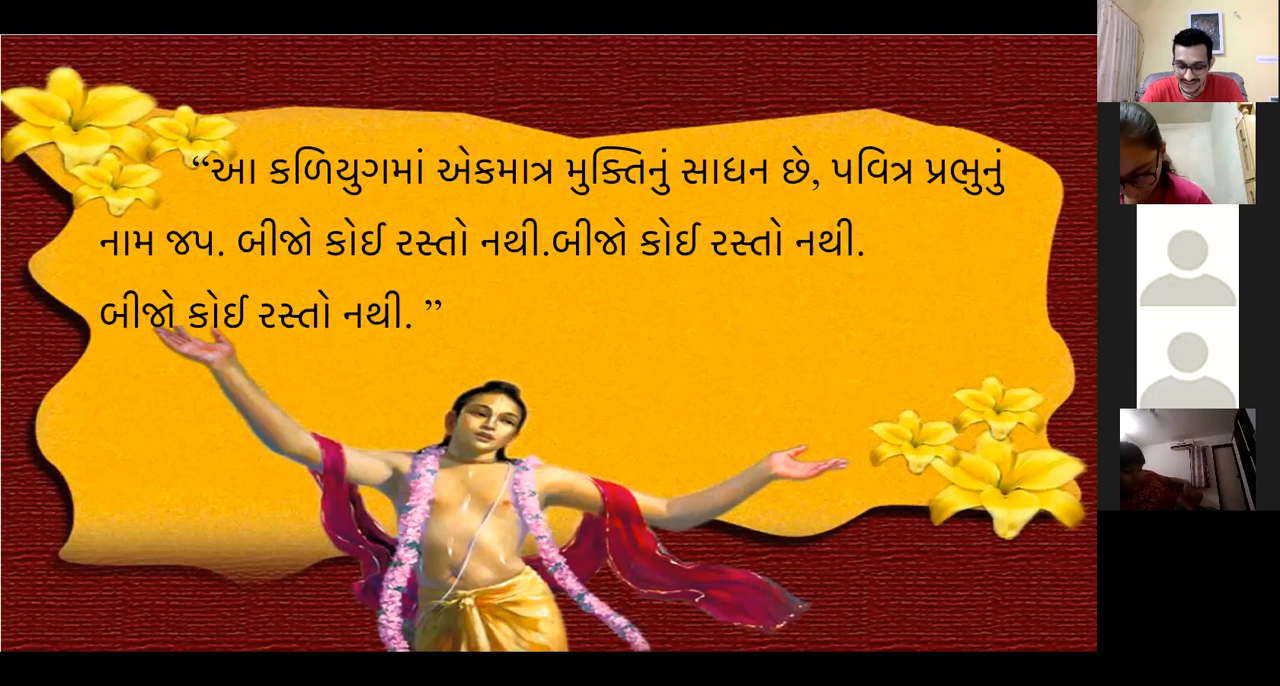 “આ કળિયુગમાં એકમાત્ર મુક્તિનું સાધન છે, પવિત્ર પ્રભુનું
નામ જપ. બીજો કોઈ રસ્તો નથી.બીજો કોઈ રસ્તો નથી.
બીજો કોઈ રસ્તો નથી. ”